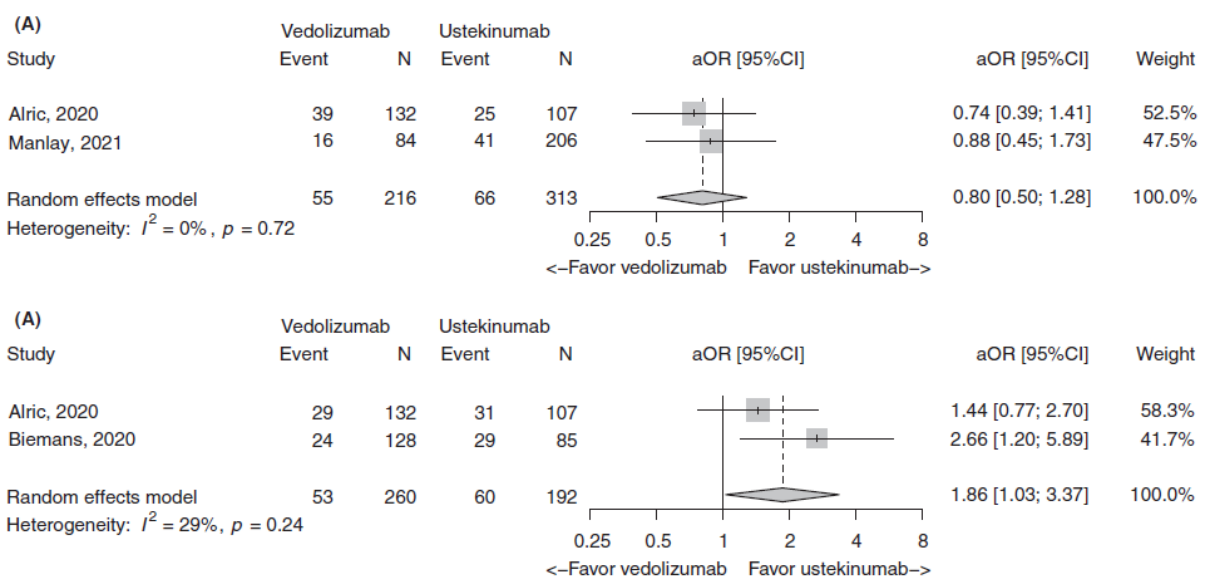 (A)
Vedolizumab Ustekinumab
Study Event N Event N aOR [95%CI] aOR [95%CI] Weight
Alric, 2020 39 132 25 107 0.74 [0.39; 1.41] 52.5%
Manlay, 2021 16 84 41 206 0.88 [0.45; 1.73] 47.5%
Random effects model 55 216 66 313 0.80 [0.50; 1.28] 100.0%
Heterogeneity: I² = 0%, p = 0.72
0.25 0.5 1 2 4 8
<–Favor vedolizumab Favor ustekinumab–>
(A)
Vedolizumab Ustekinumab
Study Event N Event N aOR [95%CI] aOR [95%CI] Weight
Alric, 2020 29 132 31 107 1.44 [0.77; 2.70] 58.3%
Biemans, 2020 24 128 29 85 2.66 [1.20; 5.89] 41.7%
Random effects model 53 260 60 192 1.86 [1.03; 3.37] 100.0%
Heterogeneity: I² = 29%, p = 0.24
0.25 0.5 1 2 4 8
<–Favor vedolizumab Favor ustekinumab–>